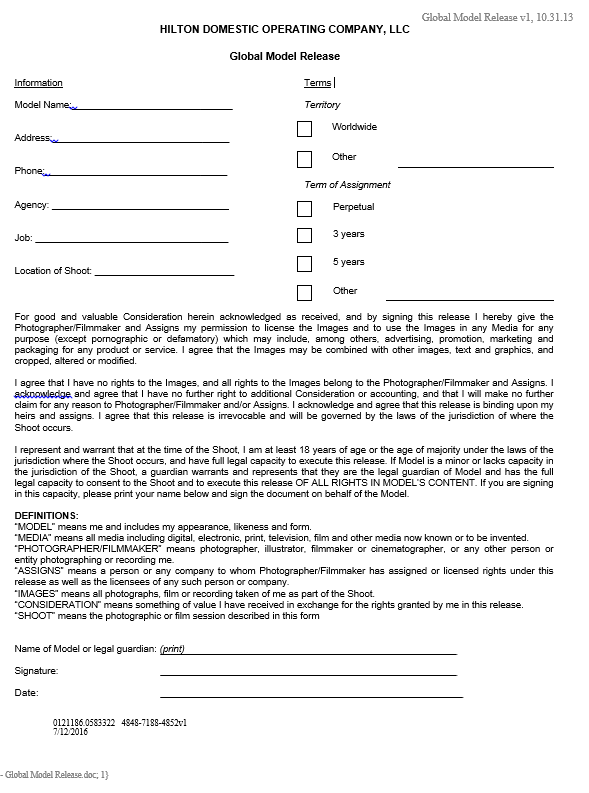 Global Model Release v1, 10.31.13
HILTON DOMESTIC OPERATING COMPANY, LLC
Global Model Release
Information
Model Name:
Address:
Phone:
Agency:
Job:
Location of Shoot:
Terms
Territory
Worldwide
Other
Term of Assignment
Perpetual
3 years
5 years
Other
For good and valuable Consideration herein acknowledged as received, and by signing this release I hereby give the
Photographer/Filmmaker and Assigns my permission to license the Images and to use the Images in any Media for any
purpose (except pornographic or defamatory) which may include, among others, advertising, promotion, marketing and
packaging for any product or service. I agree that the Images may be combined with other images, text and graphics, and
cropped, altered or modified.
I agree that I have no rights to the Images, and all rights to the Images belong to the Photographer/Filmmaker and Assigns. I
acknowledge and agree that I have no further right to additional Consideration or accounting, and that I will make no further
claim for any reason to Photographer/Filmmaker and/or Assigns. I acknowledge and agree that this release is binding upon my
heirs and assigns. I agree that this release is irrevocable and will be governed by the laws of the jurisdiction of where the
Shoot occurs.
I represent and warrant that at the time of the Shoot, I am at least 18 years of age or the age of majority under the laws of the
jurisdiction where the Shoot occurs, and have full legal capacity to execute this release. If Model is a minor or lacks capacity
in the jurisdiction of the Shoot, a guardian warrants and represents that they are the legal guardian of Model and has the full
legal capacity to consent to the Shoot and to execute this release OF ALL RIGHTS IN MODEL'S CONTENT. If you are signing
in this capacity, please print your name below and sign the document on behalf of the Model.
DEFINITIONS:
"MODEL" means me and includes my appearance, likeness and form.
"MEDIA" means all media including digital, electronic, print, television, film and other media now known or to be invented.
"PHOTOGRAPHER/FILMMAKER" means photographer, illustrator, filmmaker or cinematographer, or any other person or
entity photographing or recording me.
"ASSIGNS" means a person or any company to whom Photographer/Filmmaker has assigned or licensed rights under this
release as well as the licensees of any such person or company.
"IMAGES" means all photographs, film or recording taken of me as part of the Shoot.
"CONSIDERATION" means something of value I have received in exchange for the rights granted by me in this release.
"SHOOT" means the photographic or film session described in this form
Name of Model or legal guardian: (print)
Signature:
Date:
0121186.0583322 4848-7188-4852v1
7/12/2016
- Global Model Release.doc; 1}